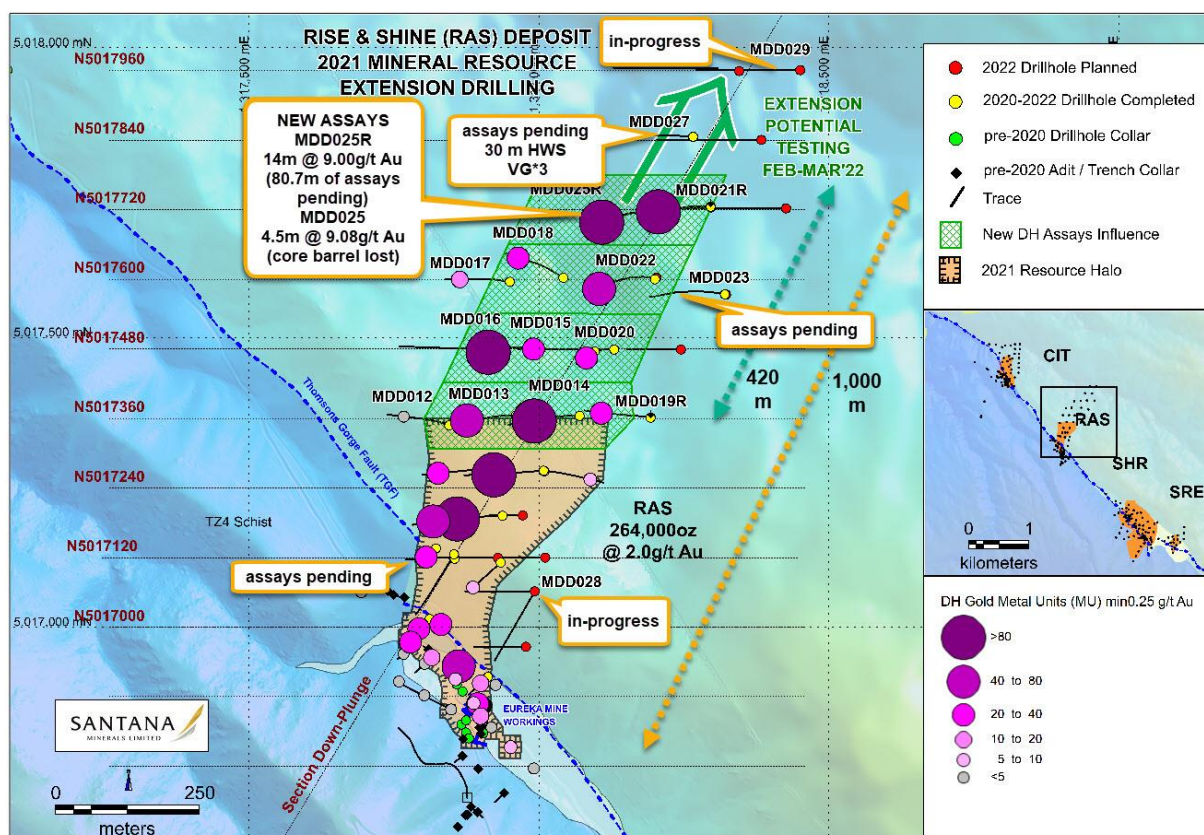 RISE & SHINE (RAS) DEPOSIT
2021 MINERAL RESOURCE
EXTENSION DRILLING
5,018,000 mN
1,317,500 mE
N5017960
N5017840
N5017720
N5017600
5,017,500 mN
N5017480
N5017360
N5017240
N5017120
N5017000
5,017,000 mN
in-progress
MDD029
NEW ASSAYS
MDD025R
14m @ 9.00g/t Au
(80.7m of assays
pending)
MDD025
4.5m @ 9.08g/t Au
(core barrel lost)
assays pending
30 m HWS
VG*3
MDD027
EXTENSION
POTENTIAL
TESTING
FEB-MAR'22
MDD025R
MDD021R
MDD018
MDD017
MDD022
MDD023
assays pending
MDD016
MDD015
MDD020
420
m
1,000
m
MDD012
MDD013
MDD014
MDD019R
Thomsons Gorge Fault (TGF)
TZ4 Schist
RAS
264,000oz
@ 2.0g/t Au
assays pending
MDD028
in-progress
EUREKA MINE
WORKINGS
Section Down-Plunge
SANTANA
MINERALS LIMITED
0
250
meters
2022 Drillhole Planned
2020-2022 Drillhole Completed
pre-2020 Drillhole Collar
pre-2020 Adit / Trench Collar
Trace
New DH Assays Influence
2021 Resource Halo
CIT
RAS
SHR
SRE
0
1
kilometers
DH Gold Metal Units (MU) min0.25 g/t Au
>80
40 to 80
20 to 40
10 to 20
5 to 10
<5